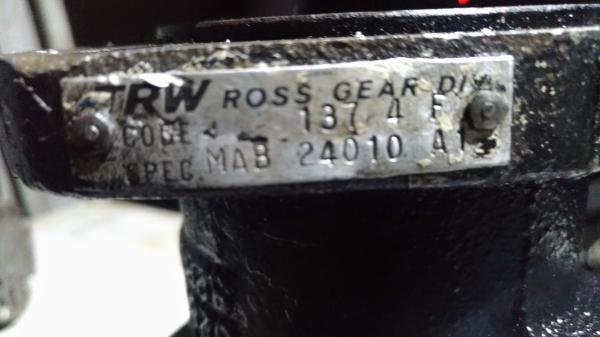 TRW ROSS GEAR DIV.
CODE 137 4 F
SPEC. MAB 24010 A1